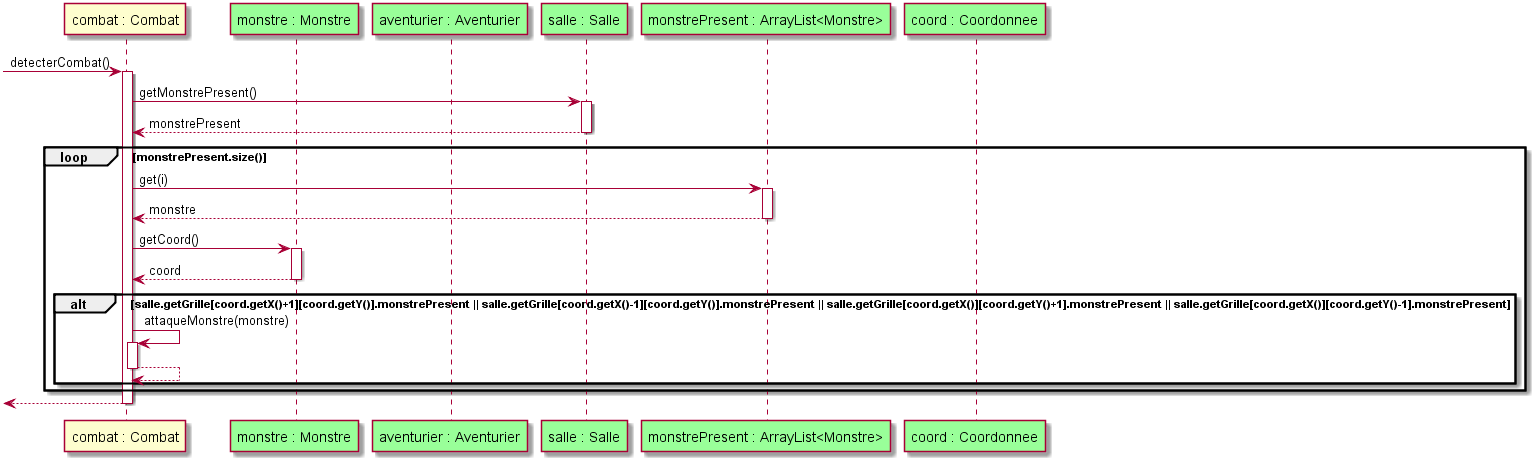 combat : Combat
monstre : Monstre
aventurier : Aventurier
salle : Salle
monstrePresent : ArrayList<Monstre>
coord : Coordonnee
detecterCombat()
getMonstrePresent()
monstrePresent
loop
[monstrePresent.size()]
get(i)
monstre
getCoord()
coord
alt
[salle.getGrille[coord.getX()+1][coord.getY()].monstrePresent || salle.getGrille[coord.getX()-1][coord.getY()].monstrePresent || salle.getGrille[coord.getX()][coord.getY()+1].monstrePresent || salle.getGrille[coord.getX()][coord.getY()-1].monstrePresent]
attaqueMonstre(monstre)
combat : Combat
monstre : Monstre
aventurier : Aventurier
salle : Salle
monstrePresent : ArrayList<Monstre>
coord : Coordonnee